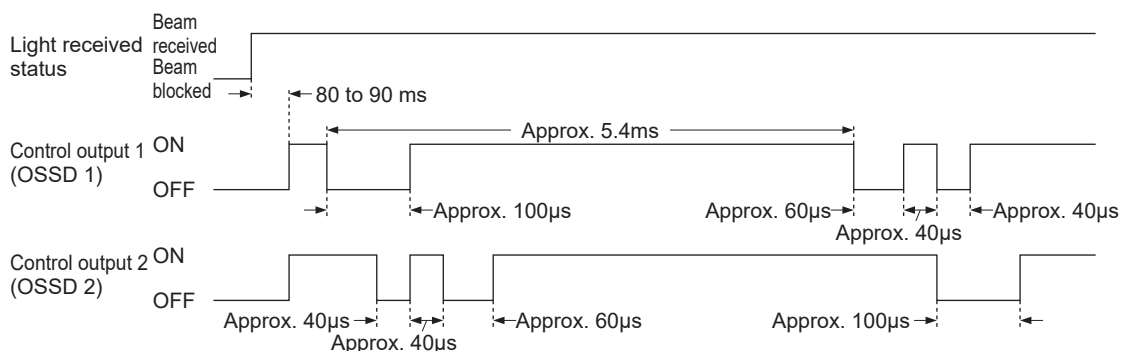 Light received status
Beam received
Beam blocked
80 to 90 ms
Control output 1 (OSSD 1)
ON
OFF
Approx. 5.4ms
Approx. 100µs
Approx. 60µs
Approx. 40µs
Approx. 40µs
Control output 2 (OSSD 2)
ON
OFF
Approx. 40µs
Approx. 40µs
Approx. 60µs
Approx. 100µs